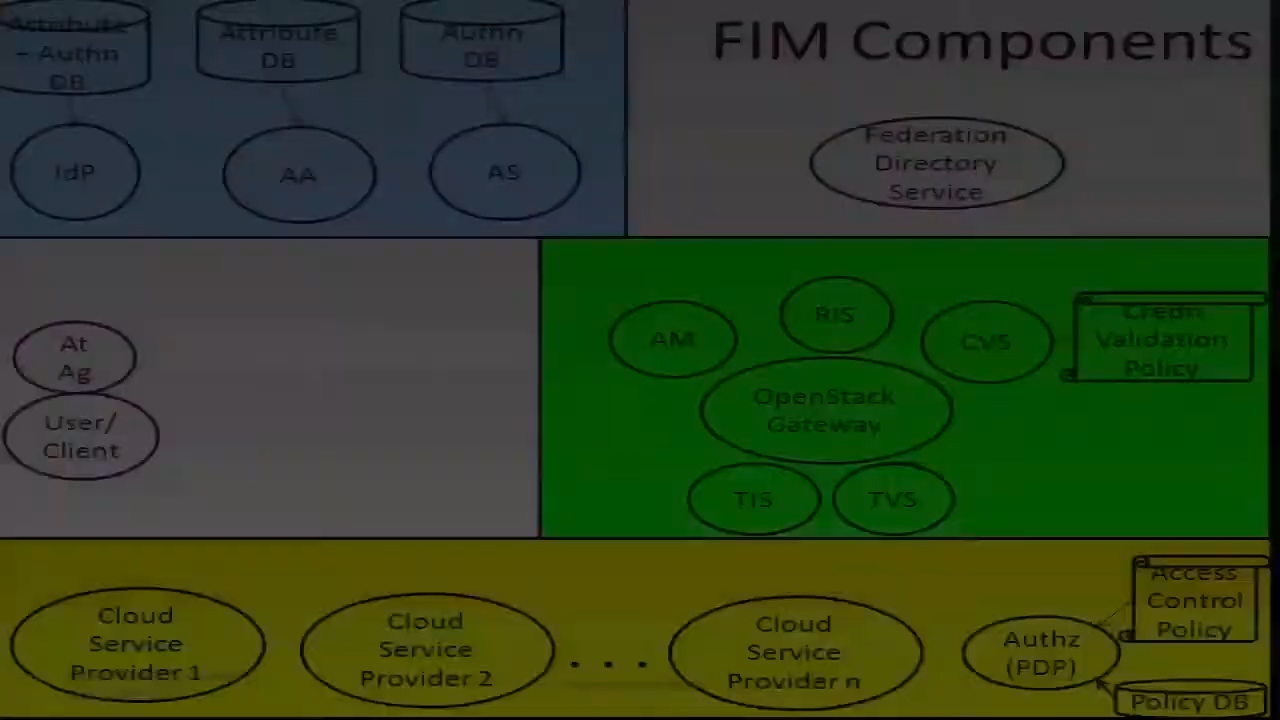 Attribute
– Authn
DB
Attribute
DB
Authn
DB
FIM Components
IdP
AA
AS
Federation
Directory
Service
At
Ag
User/
Client
AM
RIS
CVS
Credn
Validation
Policy
OpenStack
Gateway
TIS
TVS
Cloud
Service
Provider 1
Cloud
Service
Provider 2
. . .
Cloud
Service
Provider n
Authz
(PDP)
Access
Control
Policy
Policy DB